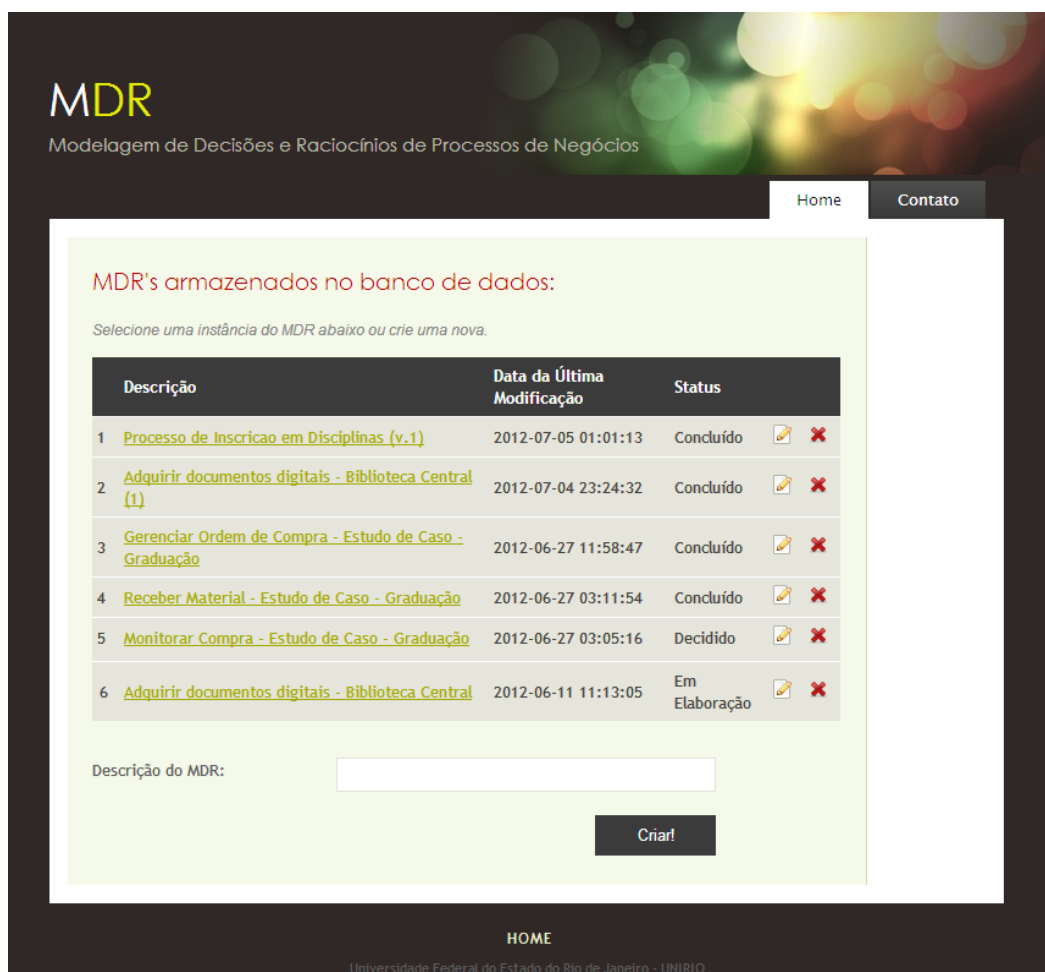 MDR
Modelagem de Decisões e Raciocínios de Processos de Negócios
Home Contato
MDR's armazenados no banco de dados:
Selecione uma instância do MDR abaixo ou crie uma nova.
Descrição Data da Última Modificação Status
1 Processo de Inscricao em Disciplinas (v.1) 2012-07-05 01:01:13 Concluído
2 Adquirir documentos digitais - Biblioteca Central (1) 2012-07-04 23:24:32 Concluído
3 Gerenciar Ordem de Compra - Estudo de Caso - Graduação 2012-06-27 11:58:47 Concluído
4 Receber Material - Estudo de Caso - Graduação 2012-06-27 03:11:54 Concluído
5 Monitorar Compra - Estudo de Caso - Graduação 2012-06-27 03:05:16 Decidido
6 Adquirir documentos digitais - Biblioteca Central 2012-06-11 11:13:05 Em Elaboração
Descrição do MDR:
Criar!
HOME
Universidade Federal do Estado do Rio de Janeiro - UNIRIO